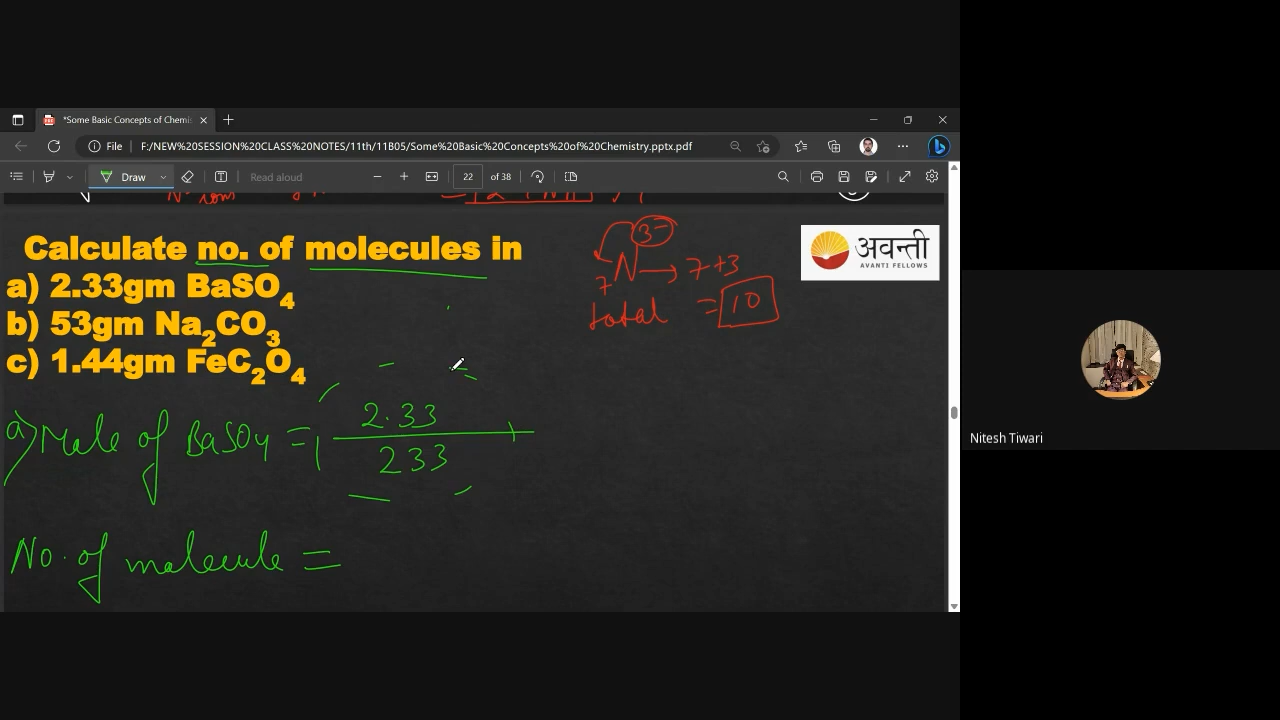 *Some Basic Concepts of Chemis
File
F:/NEW%20SESSION%20CLASS%20NOTES/11th/11B05/Some%20Basic%20Concepts%20of%20Chemistry.pptx.pdf
Draw
Read aloud
22 of 38
Calculate no. of molecules in
a) 2.33gm BaSO4
b) 53gm Na2CO3
c) 1.44gm FeC2O4
3-
7 N → 7+3
total = 10
अवन्ती
AVANTI FELLOWS
a) Mole of BaSO4 = 2.33
233
No. of molecule =
Nitesh Tiwari